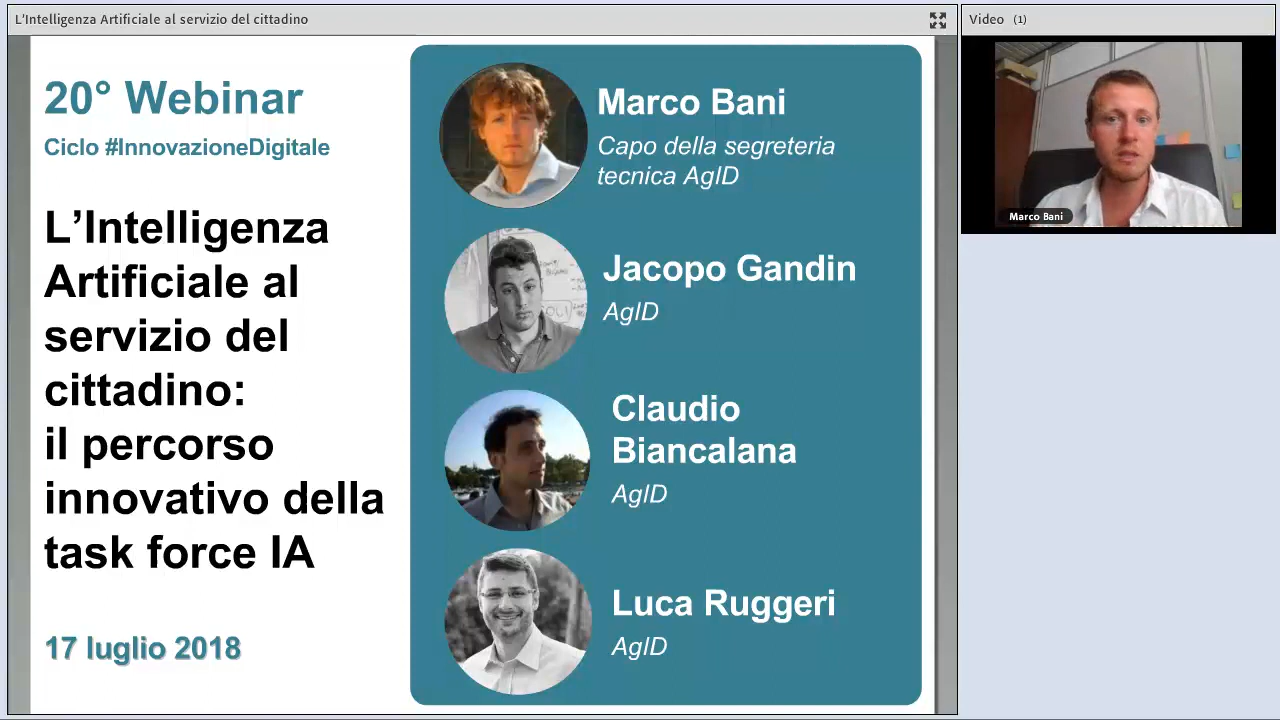 L’Intelligenza Artificiale al servizio del cittadino
20° Webinar
Ciclo #InnovazioneDigitale
L’Intelligenza
Artificiale al
servizio del
cittadino:
il percorso
innovativo della
task force IA
17 luglio 2018
Marco Bani
Capo della segreteria
tecnica AgID
Jacopo Gandin
AgID
Claudio
Biancalana
AgID
Luca Ruggeri
AgID
Video (1)
Marco Bani